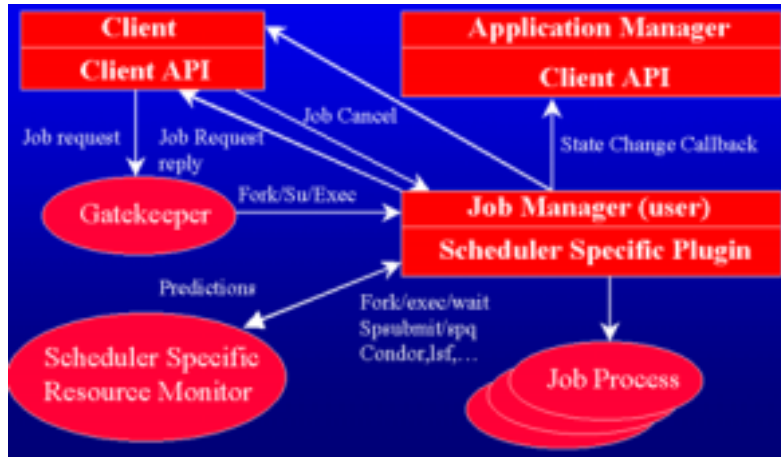 Client
Client API
Application Manager
Client API
Job request
Job Request
reply
Job Cancel
State Change Callback
Gatekeeper
Fork/Su/Exec
Job Manager (user)
Scheduler Specific Plugin
Predictions
Fork/exec/wait
Spsubmit/spq
Condor,lsf,…
Scheduler Specific
Resource Monitor
Job Process